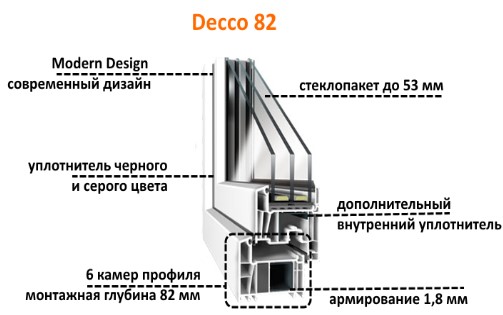 Decco 82
Modern Design
современный дизайн
стеклопакет до 53 мм
уплотнитель черного
и серого цвета
дополнительный
внутренний уплотнитель
6 камер профиля
монтажная глубина 82 мм
армирование 1,8 мм